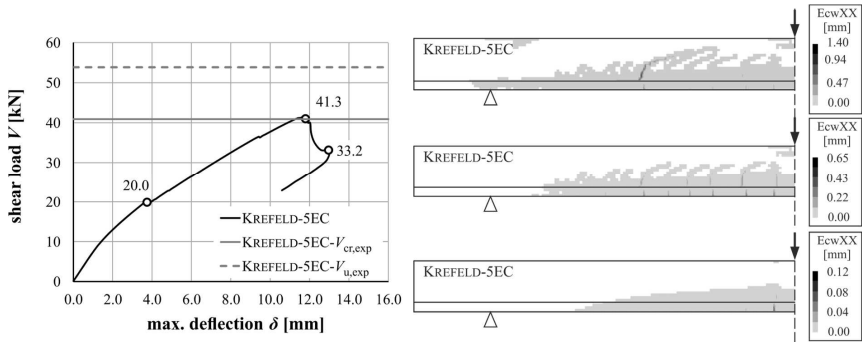 60
50
40
30
20
10
0
shear load V [kN]
0.0 2.0 4.0 6.0 8.0 10.0 12.0 14.0 16.0
max. deflection δ [mm]
41.3
33.2
20.0
KREFELD-5EC
KREFELD-5EC-Vcr,exp
KREFELD-5EC-Vu,exp
KREFELD-5EC
EcwXX
[mm]
1.40
0.94
0.47
0.00
KREFELD-5EC
EcwXX
[mm]
0.65
0.43
0.22
0.00
KREFELD-5EC
EcwXX
[mm]
0.12
0.08
0.04
0.00